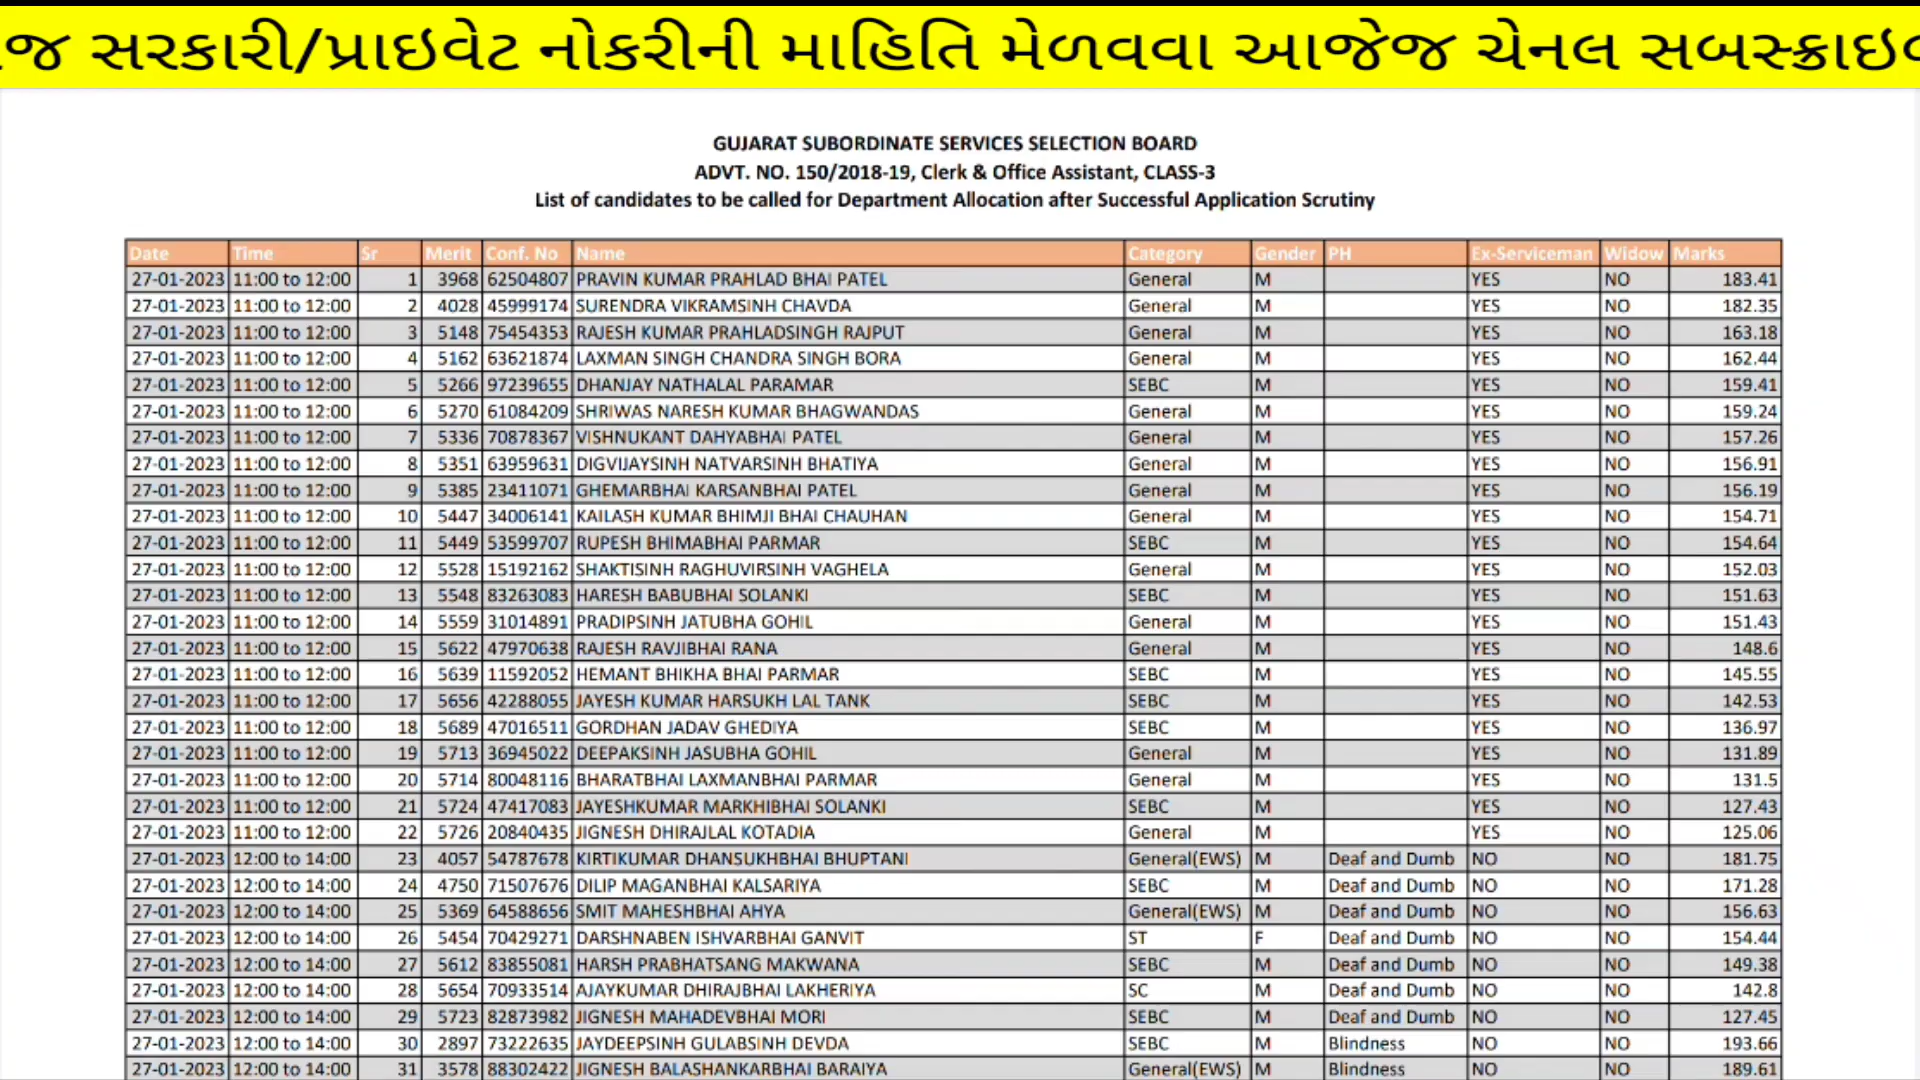 સરકારી/પ્રાઇવેટ નોકરીની માહિતિ મેળવવા આજેજ ચેનલ
GUJARAT SUBORDINATE SERVICES SELECTION BOARD
ADVT. NO. 150/2018-19, Clerk & Office Assistant, CLASS-3
List of candidates to be called for Department Allocation after Successful Application Scrutiny
Date Time Sr Merit Conf. No Name Category Gender PH Ex-Serviceman Widow Marks
27-01-2023 11:00 to 12:00 1 3968 62504807 PRAVIN KUMAR PRAHLAD BHAI PATEL General M YES NO 183.41
27-01-2023 11:00 to 12:00 2 4028 45999174 SURENDRA VIKRAMSINH CHAVDA General M YES NO 182.35
27-01-2023 11:00 to 12:00 3 5148 75454353 RAJESH KUMAR PRAHLADSINGH RAJPUT General M YES NO 163.18
27-01-2023 11:00 to 12:00 4 5162 63621874 LAXMAN SINGH CHANDRA SINGH BORA General M YES NO 162.44
27-01-2023 11:00 to 12:00 5 5266 97239655 DHANJAY NATHALAL PARAMAR SEBC M YES NO 159.41
27-01-2023 11:00 to 12:00 6 5270 61084209 SHRIWAS NARESH KUMAR BHAGWANDAS General M YES NO 159.24
27-01-2023 11:00 to 12:00 7 5336 70878367 VISHNUKANT DAHYABHAI PATEL General M YES NO 157.26
27-01-2023 11:00 to 12:00 8 5351 63959631 DIGVIJAYSINH NATVARSINH BHATIYA General M YES NO 156.91
27-01-2023 11:00 to 12:00 9 5385 23411071 GHEMARBHAI KARSANBHAI PATEL General M YES NO 156.19
27-01-2023 11:00 to 12:00 10 5447 34006141 KAILASH KUMAR BHIMJI BHAI CHAUHAN General M YES NO 154.71
27-01-2023 11:00 to 12:00 11 5449 53599707 RUPESH BHIMABHAI PARMAR SEBC M YES NO 154.64
27-01-2023 11:00 to 12:00 12 5528 15192162 SHAKTISINH RAGHUVIRSINH VAGHELA General M YES NO 152.03
27-01-2023 11:00 to 12:00 13 5548 83263083 HARESH BABUBHAI SOLANKI SEBC M YES NO 151.63
27-01-2023 11:00 to 12:00 14 5559 31014891 PRADIPSINH JATUBHA GOHIL General M YES NO 151.43
27-01-2023 11:00 to 12:00 15 5622 47970638 RAJESH RAVJIBHAI RANA General M YES NO 148.6
27-01-2023 11:00 to 12:00 16 5639 11592052 HEMANT BHIKHA BHAI PARMAR SEBC M YES NO 145.55
27-01-2023 11:00 to 12:00 17 5656 42288055 JAYESH KUMAR HARSUKH LAL TANK SEBC M YES NO 142.53
27-01-2023 11:00 to 12:00 18 5689 47016511 GORDHAN JADAV GHEDIYA SEBC M YES NO 136.97
27-01-2023 11:00 to 12:00 19 5713 36945022 DEEPAKSINH JASUBHA GOHIL General M YES NO 131.89
27-01-2023 11:00 to 12:00 20 5714 80048116 BHARATBHAI LAXMANBHAI PARMAR General M YES NO 131.5
27-01-2023 11:00 to 12:00 21 5724 47417083 JAYESHKUMAR MARKHIBHAI SOLANKI SEBC M YES NO 127.43
27-01-2023 11:00 to 12:00 22 5726 20840435 JIGNESH DHIRAJLAL KOTADIA General M YES NO 125.06
27-01-2023 12:00 to 14:00 23 4057 54787678 KIRTIKUMAR DHANSUKHBHAI BHUPTANI General(EWS) M Deaf and Dumb NO NO 181.75
27-01-2023 12:00 to 14:00 24 4750 71507676 DILIP MAGANBHAI KALSARIYA SEBC M Deaf and Dumb NO NO 171.28
27-01-2023 12:00 to 14:00 25 5369 64588656 SMIT MAHESHBHAI AHYA General(EWS) M Deaf and Dumb NO NO 156.63
27-01-2023 12:00 to 14:00 26 5454 70429271 DARSHNABEN ISHVARBHAI GANVIT ST F Deaf and Dumb NO NO 154.44
27-01-2023 12:00 to 14:00 27 5612 83855081 HARSH PRABHATSANG MAKWANA SEBC M Deaf and Dumb NO NO 149.38
27-01-2023 12:00 to 14:00 28 5654 70933514 AJAYKUMAR DHIRAJBHAI LAKHERIYA SC M Deaf and Dumb NO NO 142.8
27-01-2023 12:00 to 14:00 29 5723 82873982 JIGNESH MAHADEVBHAI MORI SEBC M Deaf and Dumb NO NO 127.45
27-01-2023 12:00 to 14:00 30 2897 73222635 JAYDEEPSINH GULABSINH DEVDA SEBC M Blindness NO NO 193.66
27-01-2023 12:00 to 14:00 31 3578 88302422 JIGNESH BALASHANKARBHAI BARAIYA General(EWS) M Blindness NO NO 189.61